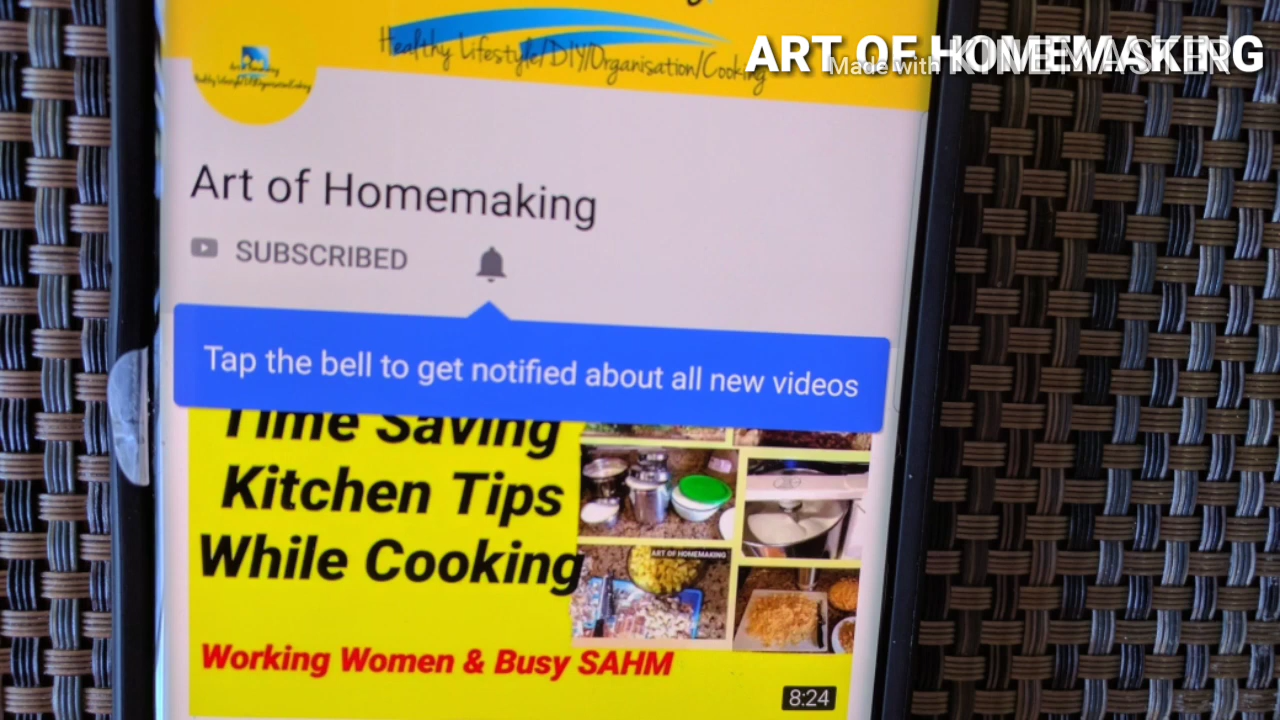 Healthy Lifestyle/DIY/Organisation/Cooking
ART OF HOMEMAKING
Made with KINEMASTER
Art of Homemaking
SUBSCRIBED
Tap the bell to get notified about all new videos
Time Saving
Kitchen Tips
While Cooking
ART OF HOMEMAKING
Working Women & Busy SAHM
8:24